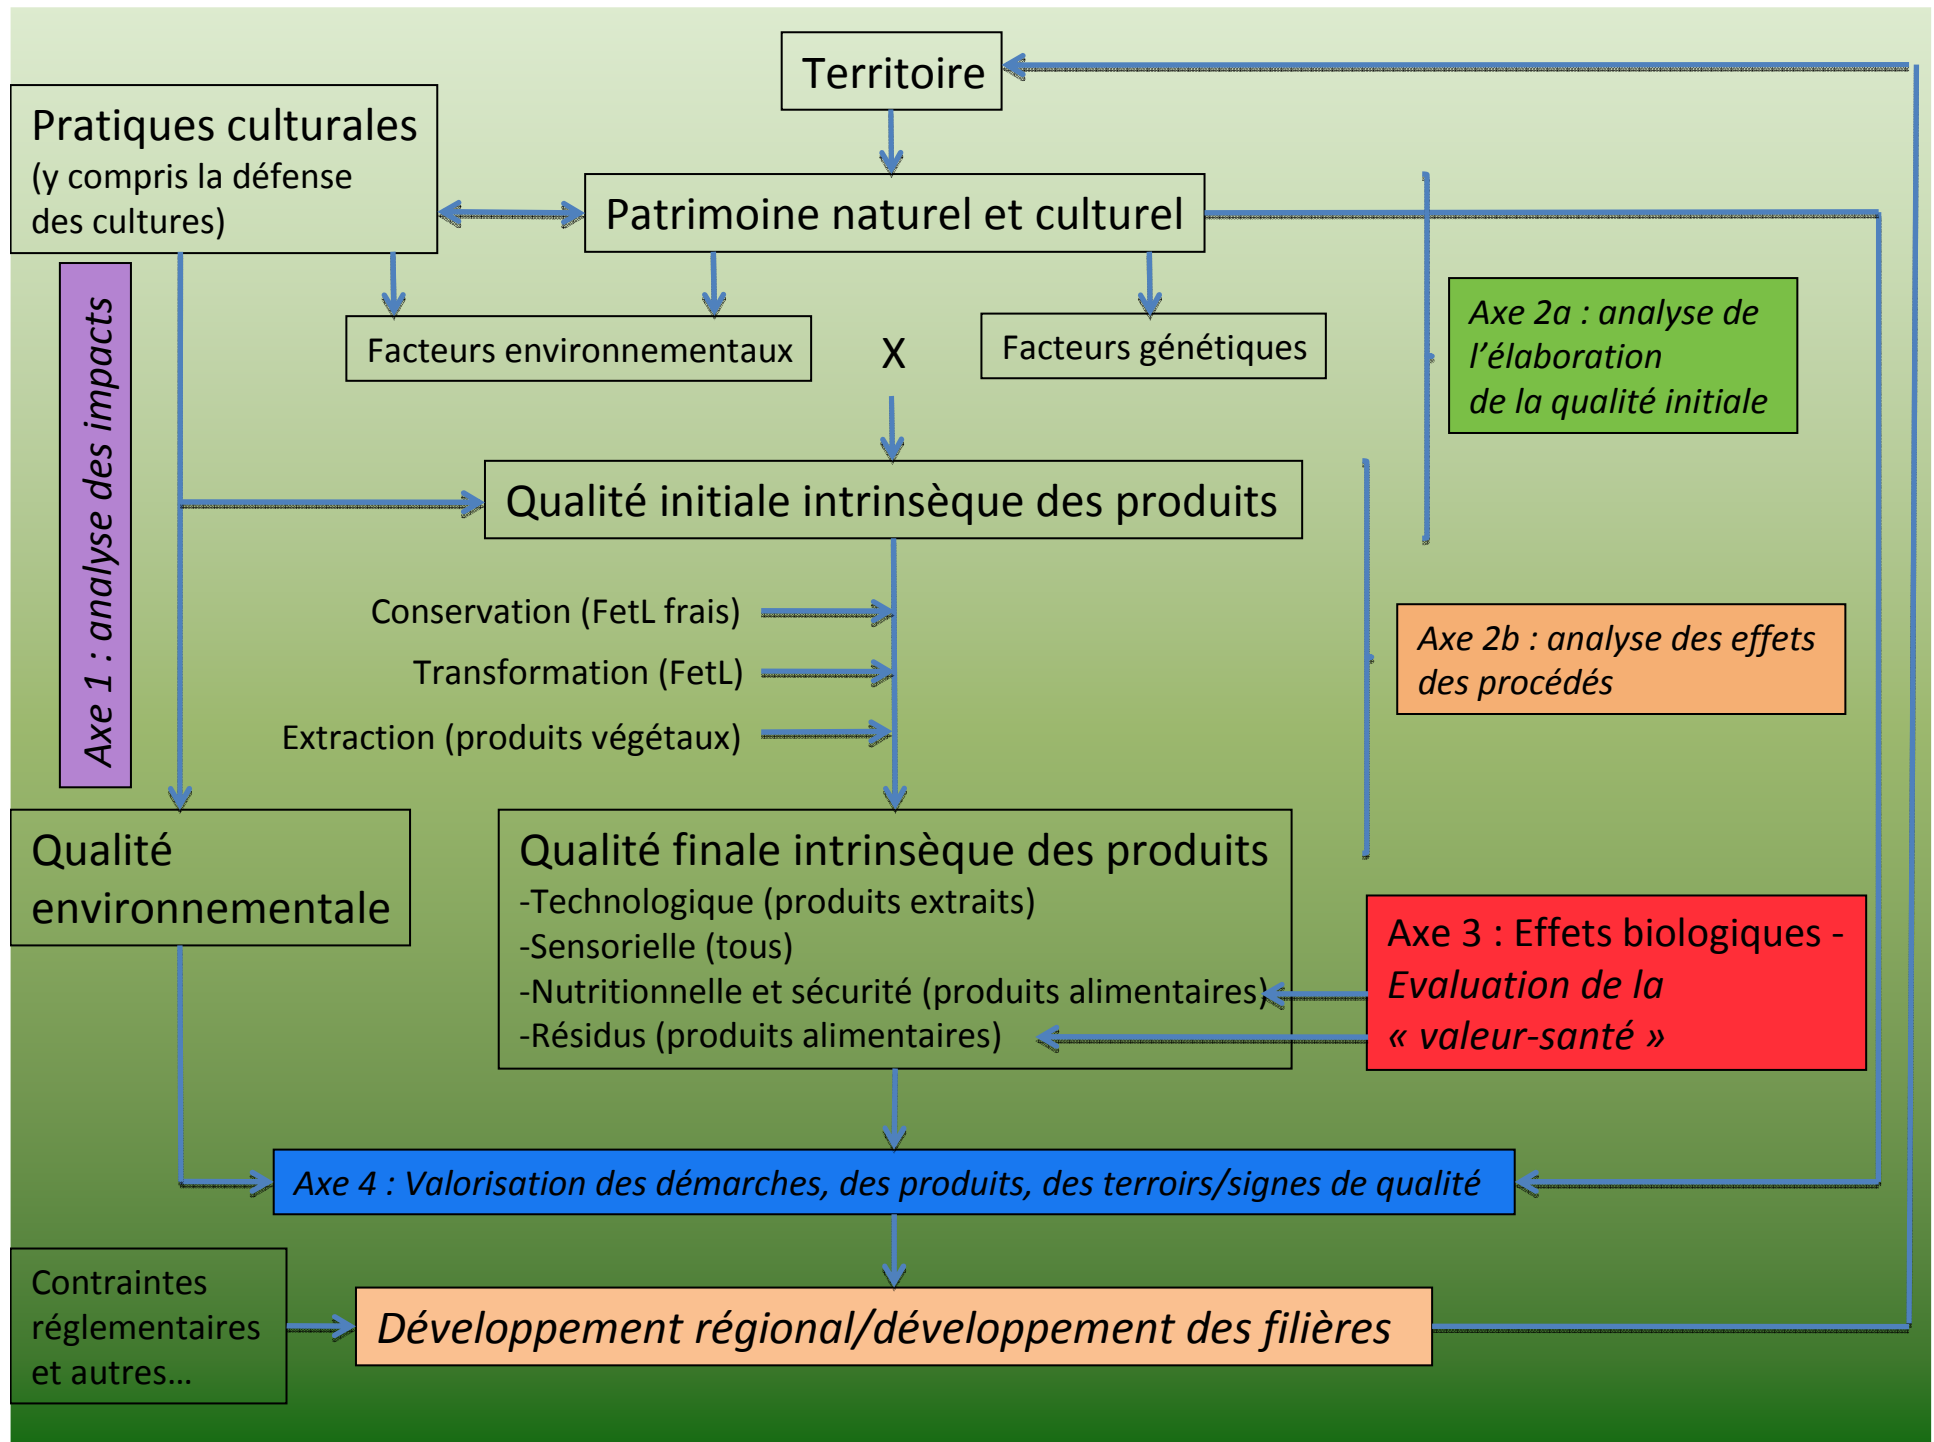 Territoire
Pratiques culturales
(y compris la défense
des cultures)
Patrimoine naturel et culturel
Facteurs environnementaux
X
Facteurs génétiques
Axe 2a : analyse de
l’élaboration
de la qualité initiale
Axe 1 : analyse des impacts
Qualité initiale intrinsèque des produits
Conservation (FetL frais)
Transformation (FetL)
Extraction (produits végétaux)
Axe 2b : analyse des effets
des procédés
Qualité
environnementale
Qualité finale intrinsèque des produits
-Technologique (produits extraits)
-Sensorielle (tous)
-Nutritionnelle et sécurité (produits alimentaires)
-Résidus (produits alimentaires)
Axe 3 : Effets biologiques -
Evaluation de la
« valeur-santé »
Axe 4 : Valorisation des démarches, des produits, des terroirs/signes de qualité
Contraintes
réglementaires
et autres…
Développement régional/développement des filières